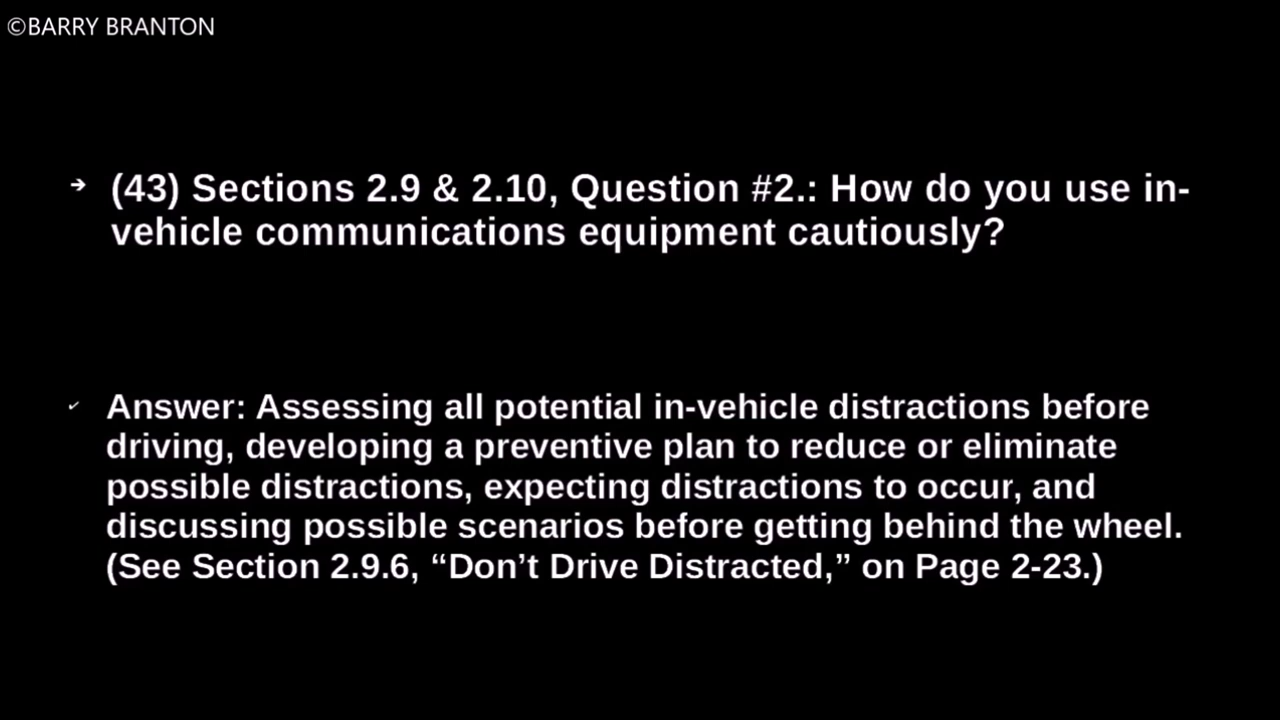 ©BARRY BRANTON
➔ (43) Sections 2.9 & 2.10, Question #2.: How do you use in-
vehicle communications equipment cautiously?
✓ Answer: Assessing all potential in-vehicle distractions before
driving, developing a preventive plan to reduce or eliminate
possible distractions, expecting distractions to occur, and
discussing possible scenarios before getting behind the wheel.
(See Section 2.9.6, “Don’t Drive Distracted,” on Page 2-23.)